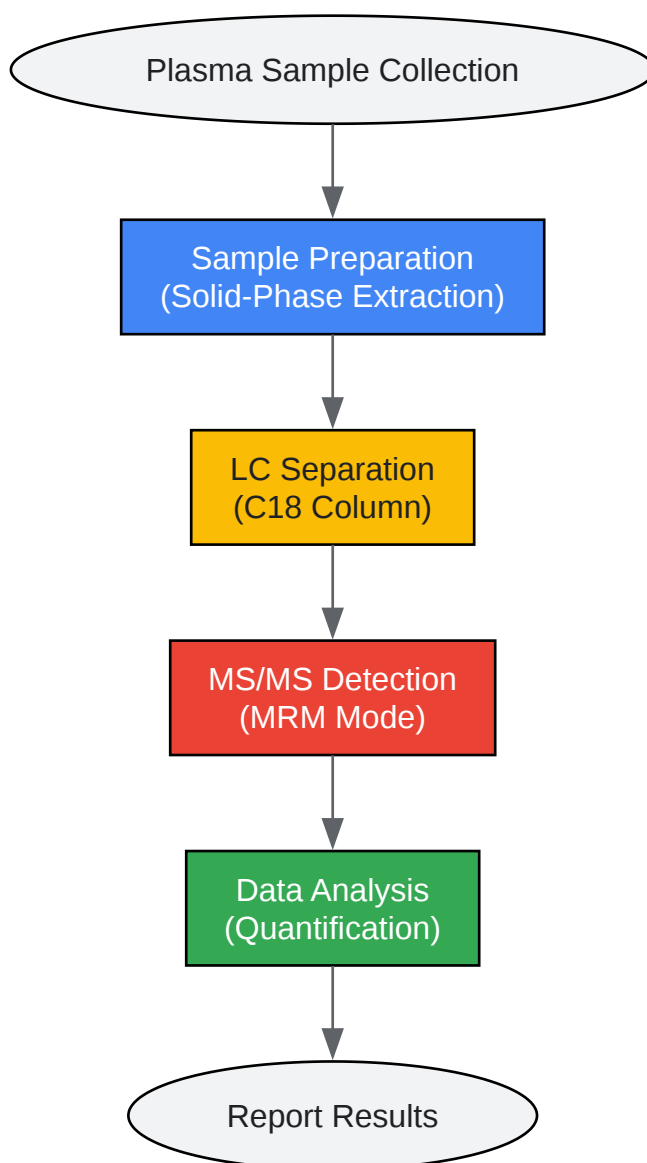 Plasma Sample Collection
Sample Preparation
(Solid-Phase Extraction)
LC Separation
(C18 Column)
MS/MS Detection
(MRM Mode)
Data Analysis
(Quantification)
Report Results